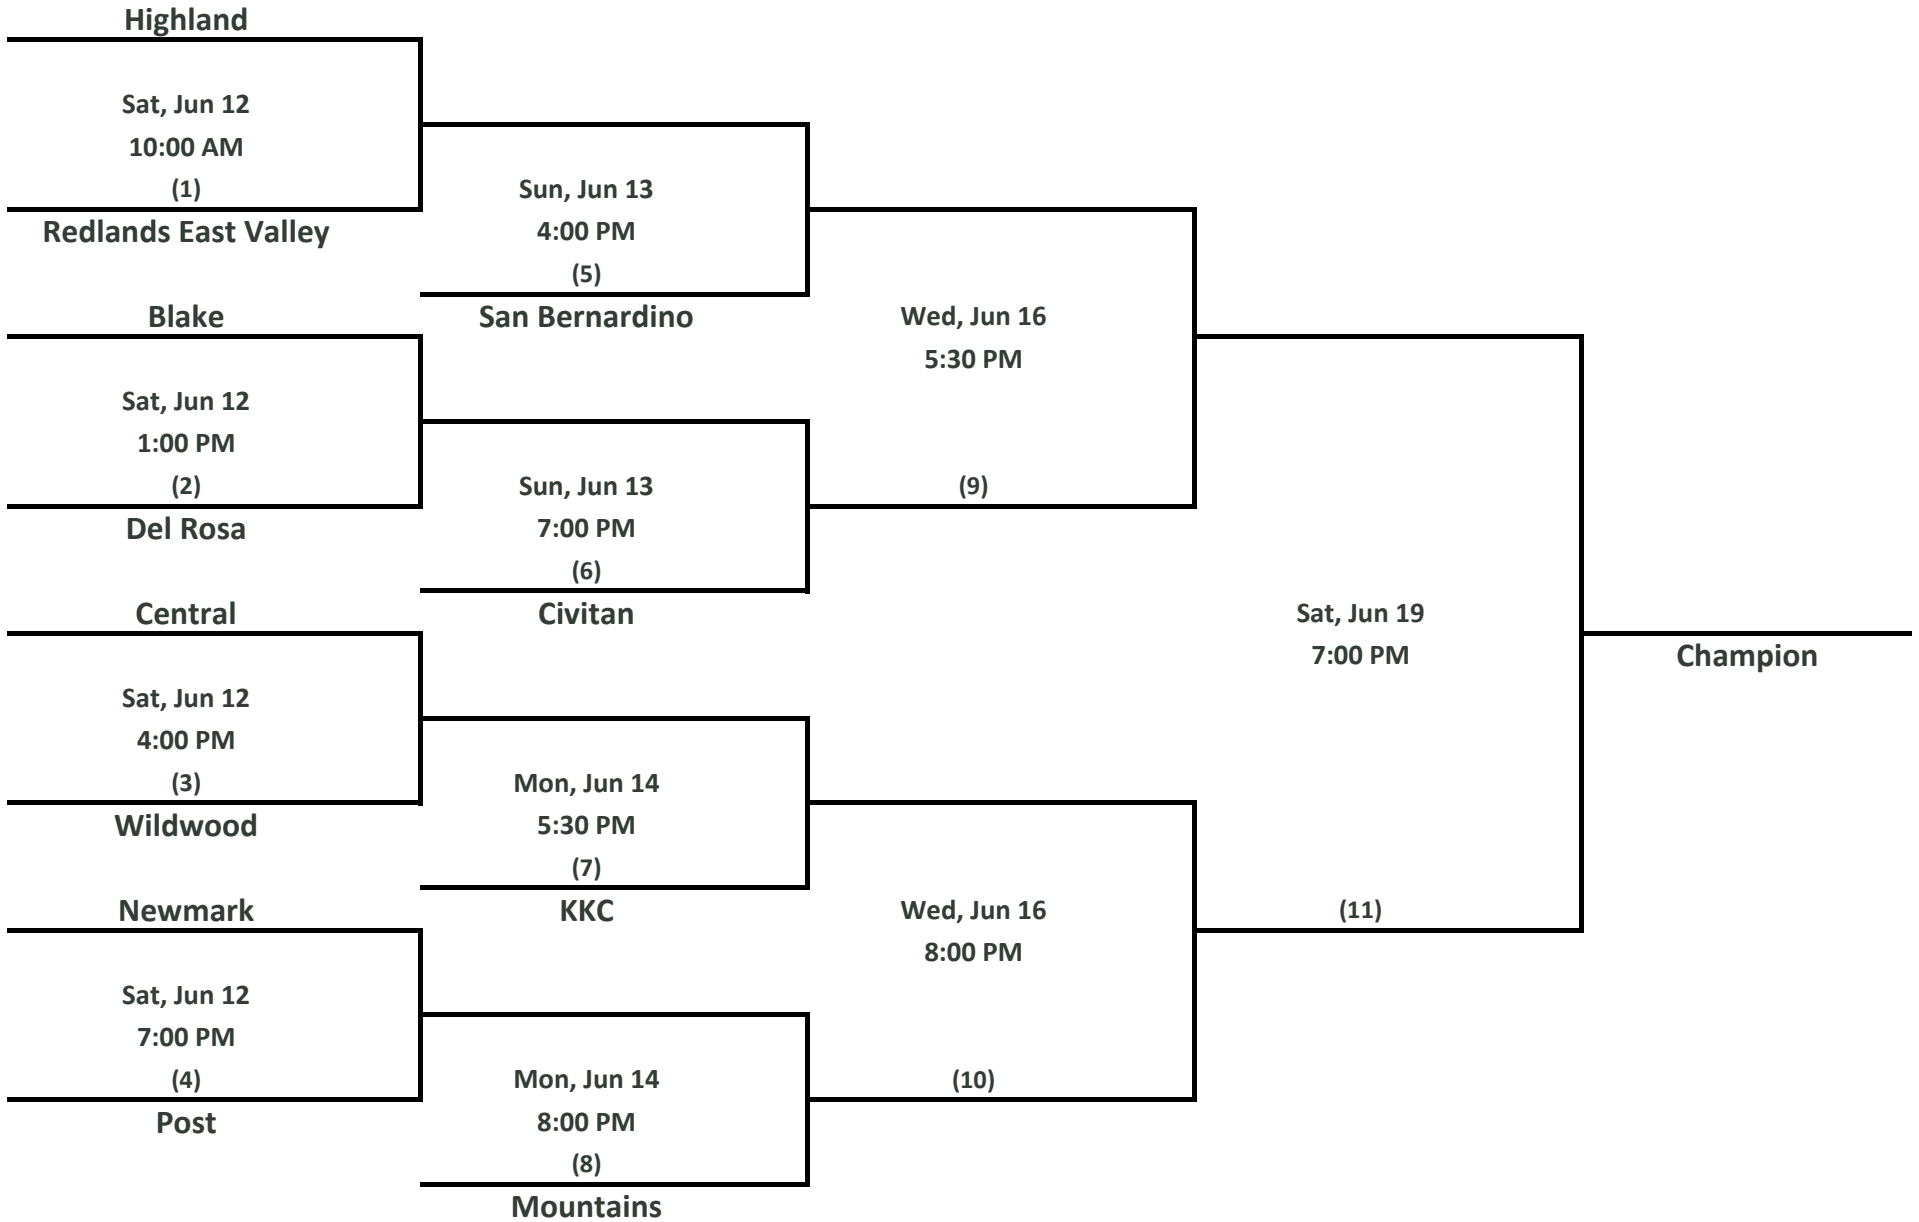 Highland
Sat, Jun 12
10:00 AM
(1)
Redlands East Valley
Blake
Sat, Jun 12
1:00 PM
(2)
Del Rosa
Central
Sat, Jun 12
4:00 PM
(3)
Wildwood
Newmark
Sat, Jun 12
7:00 PM
(4)
Post
Sun, Jun 13
4:00 PM
(5)
San Bernardino
Sun, Jun 13
7:00 PM
(6)
Civitan
Mon, Jun 14
5:30 PM
(7)
KKC
Mon, Jun 14
8:00 PM
(8)
Mountains
Wed, Jun 16
5:30 PM
(9)
Wed, Jun 16
8:00 PM
(10)
Sat, Jun 19
7:00 PM
(11)
Champion